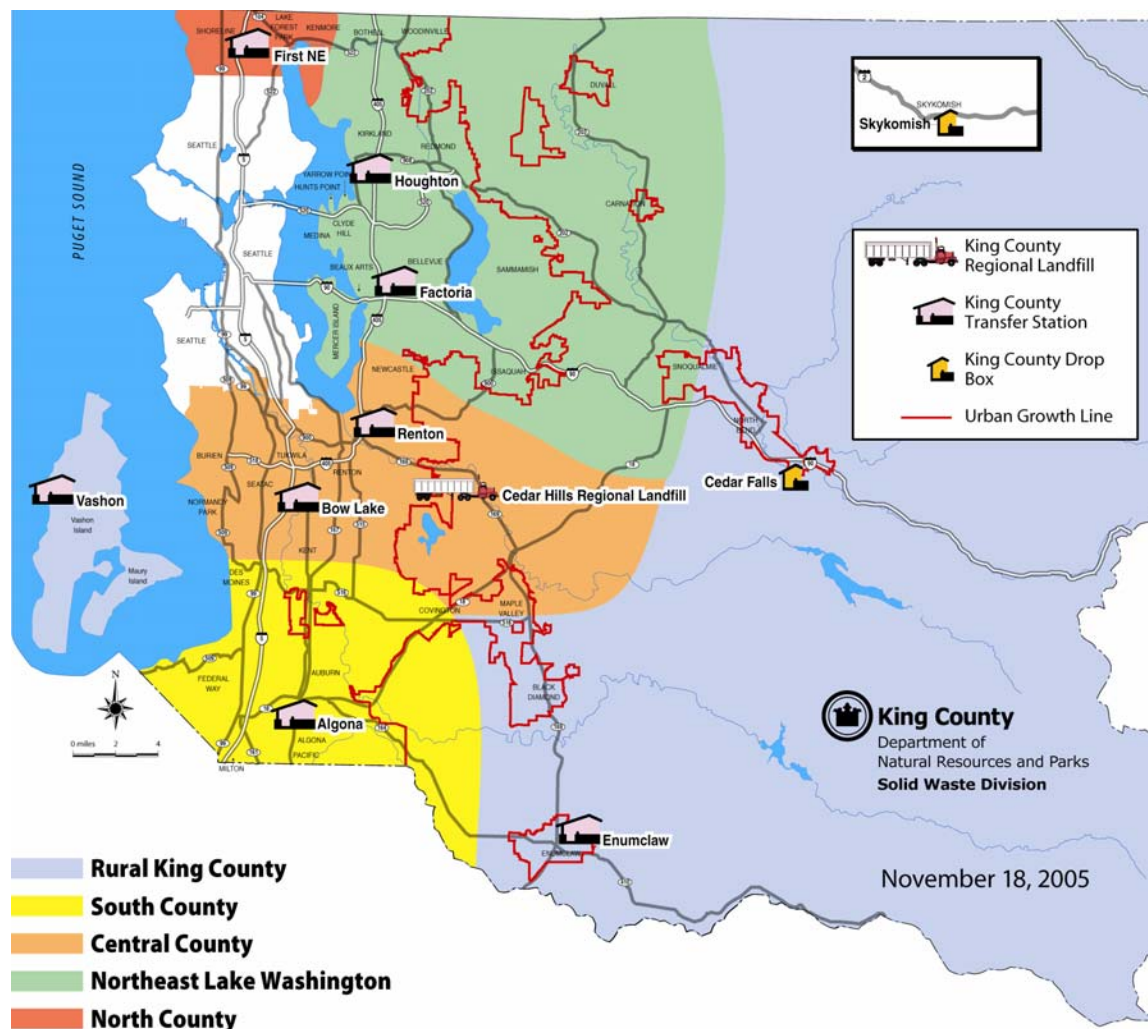 SHORELINE
LAKE
FOREST
PARK
KENMORE
BOTHELL
WOODINVILLE
First NE
DUVALL
SEATTLE
KIRKLAND
REDMOND
YARROW POINT
HUNTS POINT
Houghton
CARNATION
MEDINA
CLYDE
HILL
PUGET SOUND
SEATTLE
BEAUX ARTS
BELLEVUE
SAMMAMISH
Factoria
MERCER ISLAND
SEATTLE
NEWCASTLE
ISSAQUAH
SNOQUALMIE
NORTH
BEND
Renton
BURIEN
TUKWILA
RENTON
SEATAC
Cedar Falls
Cedar Hills Regional Landfill
NORMANDY
PARK
Bow Lake
Vashon
Vashon
Island
Maury
Island
KENT
DES
MOINES
COVINGTON
MAPLE
VALLEY
AUBURN
FEDERAL
WAY
BLACK
DIAMOND
Algona
ALGONA
PACIFIC
MILTON
N
0 miles 2 4
Enumclaw
ENUMCLAW
2
SKYKOMISH
Skykomish
King County
Regional Landfill
King County
Transfer Station
King County Drop
Box
Urban Growth Line
King County
Department of
Natural Resources and Parks
Solid Waste Division
November 18, 2005
Rural King County
South County
Central County
Northeast Lake Washington
North County